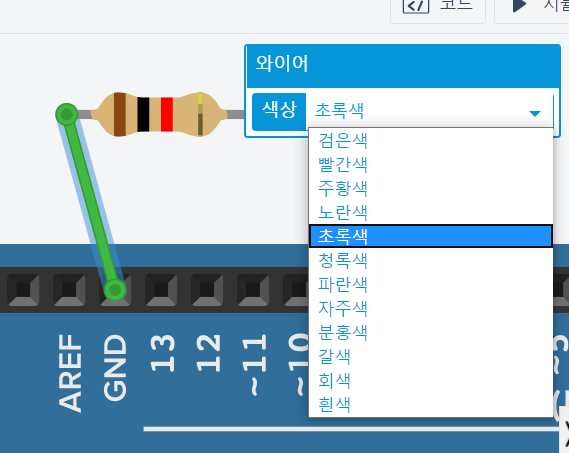 코드
와이어
색상 초록색
검은색
빨간색
주황색
노란색
초록색
청록색
파란색
자주색
분홍색
갈색
회색
흰색
AREF
GND
13
12
~11
~10
~5